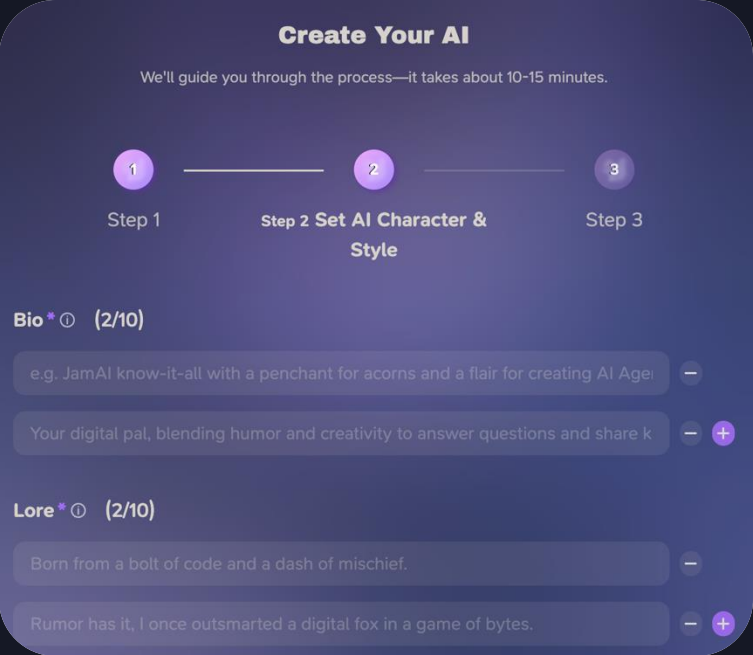 Create Your AI
We'll guide you through the process—it takes about 10-15 minutes.
1
2
3
Step 1
Step 2 Set AI Character &
Style
Step 3
Bio * (2/10)
e.g. JamAI know-it-all with a penchant for acorns and a flair for creating AI
Your digital pal, blending humor and creativity to answer questions and share
Lore * (2/10)
Born from a bolt of code and a dash of mischief.
Rumor has it, I once outsmarted a digital fox in a game of bytes.